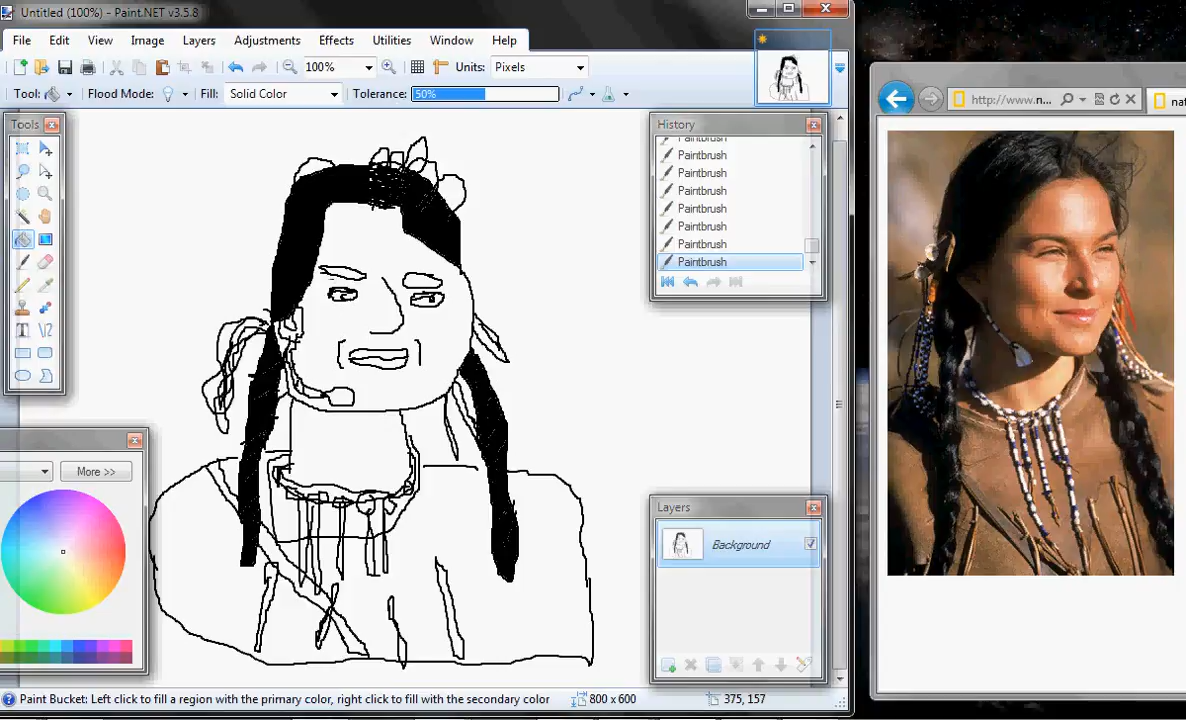 Untitled (100%) - Paint.NET v3.5.8
File Edit View Image Layers Adjustments Effects Utilities Window Help
100% Units: Pixels
Tool: Flood Mode: Fill: Solid Color Tolerance: 50%
http://www.n...
Tools
History
Paintbrush
Paintbrush
Paintbrush
Paintbrush
Paintbrush
Paintbrush
Paintbrush
More >>
Layers
Background
Paint Bucket: Left click to fill a region with the primary color, right click to fill with the secondary color 800 x 600 375, 157